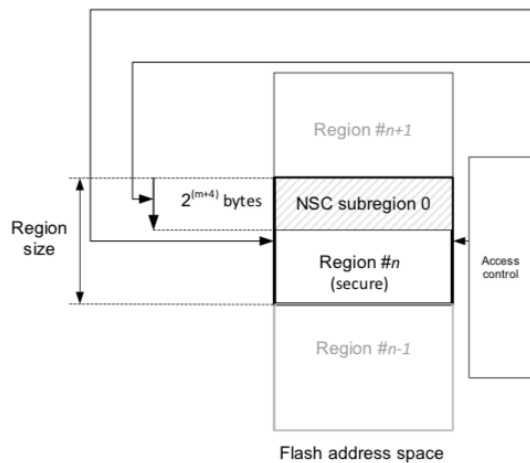 Region #n+1
2^(m+4) bytes
NSC subregion 0
Region
size
Region #n
(secure)
Access
control
Region #n-1
Flash address space